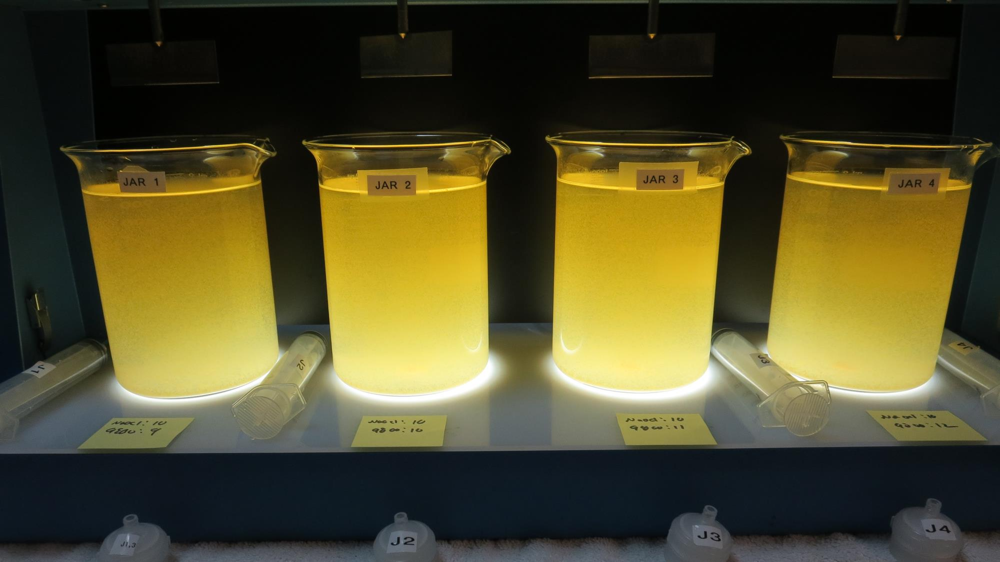 JAR 1
JAR 2
JAR 3
JAR 4
J1
J2
J3
J4
NaOCl: 10
9800: 9
NaOCl: 10
9800: 10
NaOCl: 10
9800: 11
NaOCl: 10
9800: 12
J1,3
J2
J3
J4